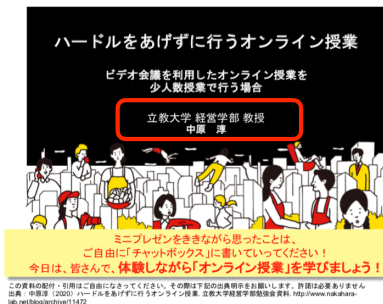 ハードルをあげずに行うオンライン授業
ビデオ会議を利用したオンライン授業を
少人数授業で行う場合
立教大学 経営学部 教授
中原 淳
ミニプレゼンをききながら思ったことは、
ご自由に「チャットボックス」に書いていってください！
今日は、皆さんで、体験しながら「オンライン授業」を学びましょう！
この資料の配付・引用はご自由になさってください。その際は下記の出典明示をお願いします。許諾は必要ありません
出典：中原淳（2020）ハードルをあげずに行うオンライン授業. 立教大学経営学部勉強会資料. http://www.nakahara-
lab.net/blog/archive/11472